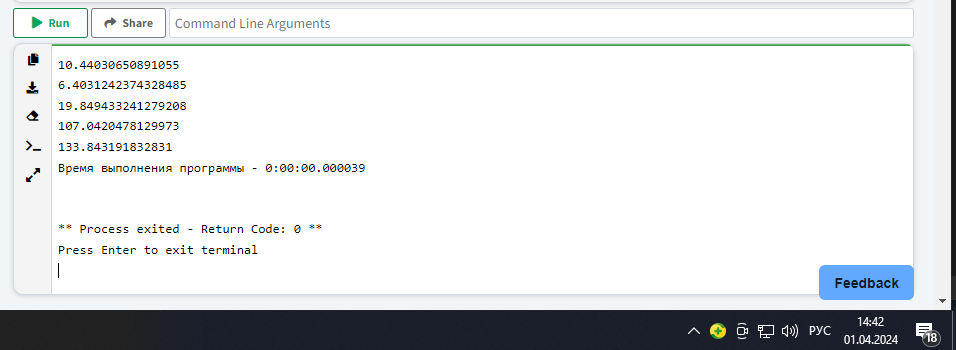 Run
Share
Command Line Arguments
10.44030650891055
6.4031242374328485
19.849433241279208
107.0420478129973
133.843191832831
Время выполнения программы - 0:00:00.000039
** Process exited - Return Code: 0 **
Press Enter to exit terminal
Feedback
РУС
14:42
01.04.2024
18